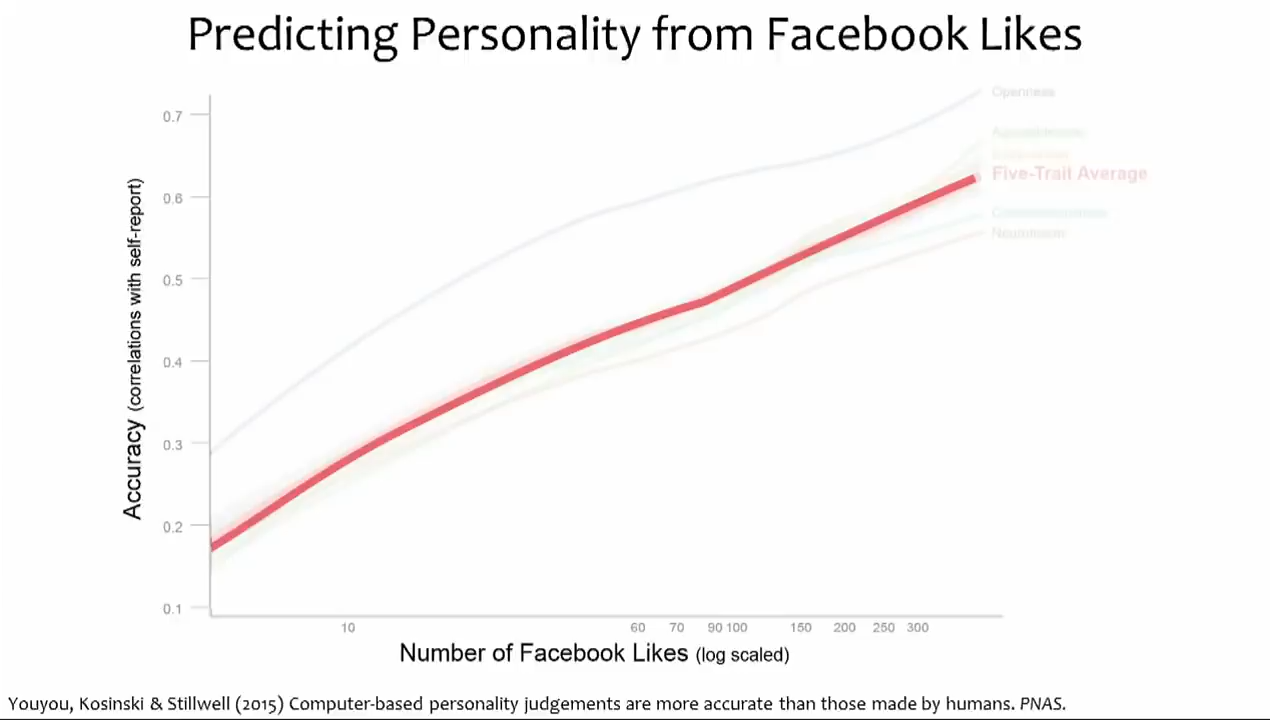 Predicting Personality from Facebook Likes
Openness
0.7
Five-Trait Average
0.6
Neuroticism
0.5
0.4
0.3
0.2
0.1
Accuracy (correlations with self-report)
10 60 70 90 100 150 200 250 300
Number of Facebook Likes (log scaled)
Youyou, Kosinski & Stillwell (2015) Computer-based personality judgements are more accurate than those made by humans. PNAS.